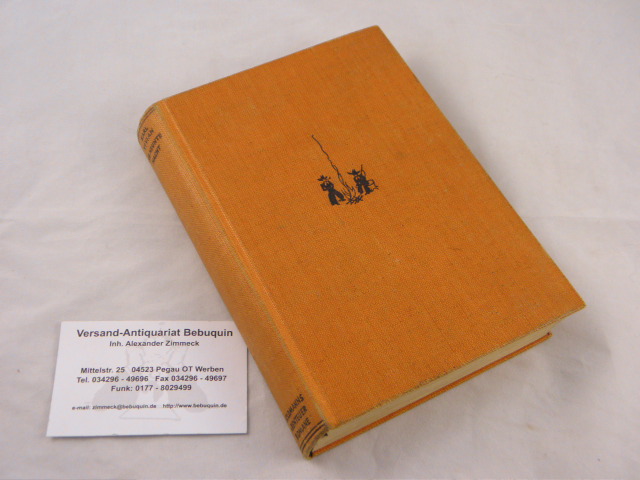 Versand-Antiquariat Bebuquin
Inh. Alexander Zimmeck
Mittelstr. 25 04523 Pegau OT Werben
Tel. 034296 - 49696 Fax 034296 - 49697
Funk: 0177 - 8029499
e-mail: zimmeck@bebuquin.de http://www.bebuquin.de